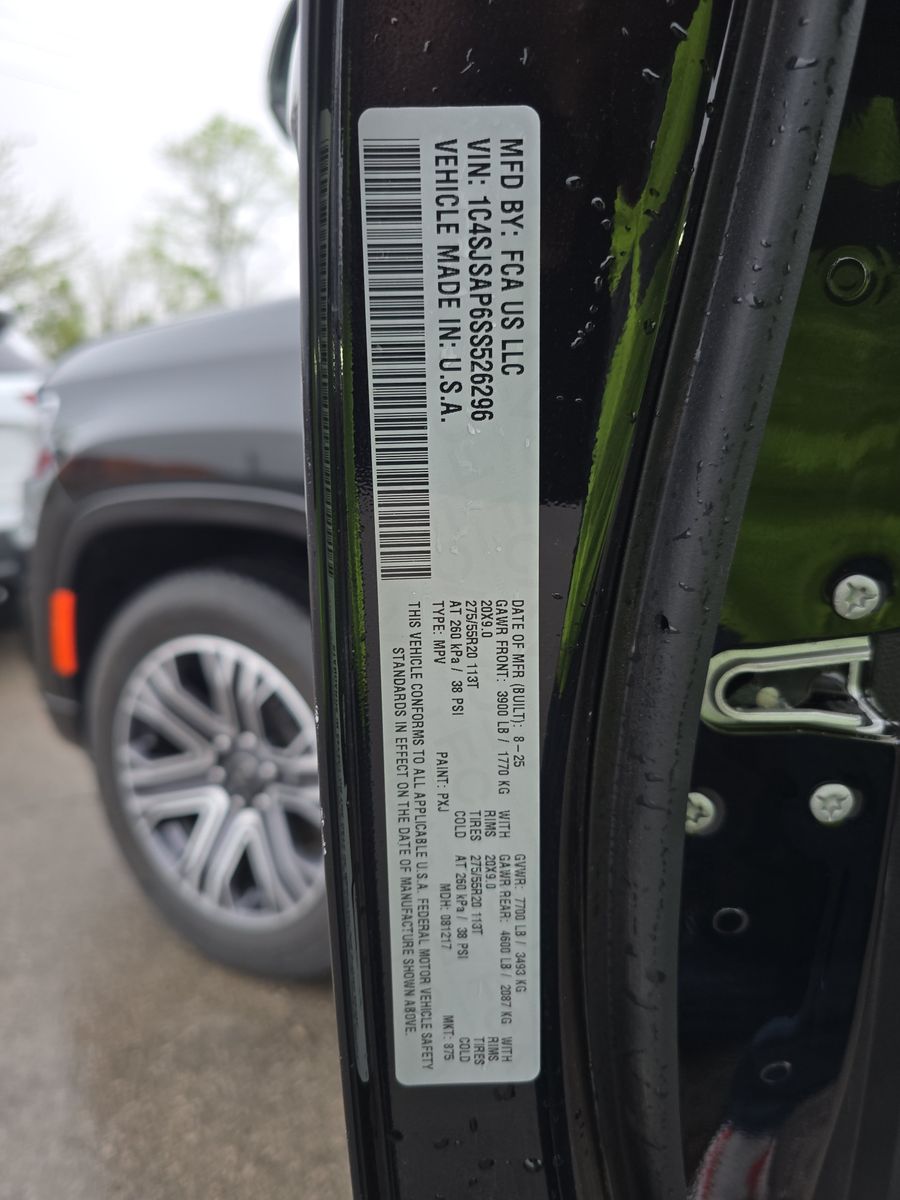 MFD BY: FCA US LLC
VIN: 1C4SJSAP6SS526296
VEHICLE MADE IN: U.S.A.
DATE OF MFR (BUILT): 8-25 GVWR: 7700 LB / 3493 KG
GAWR FRONT: 3900 LB / 1770 KG WITH GAWR REAR: 4600 LB / 2087 KG WITH
20X9.0 RIMS 20X9.0 RIMS
275/55R20 113T TIRES 275/55R20 113T TIRES
AT 260 kPa / 38 PSI COLD AT 260 kPa / 38 PSI COLD
TYPE: MPV PAINT: PXJ MDH: 081217 MKT: 875
THIS VEHICLE CONFORMS TO ALL APPLICABLE U.S.A. FEDERAL MOTOR VEHICLE SAFETY
STANDARDS IN EFFECT ON THE DATE OF MANUFACTURE SHOWN ABOVE.